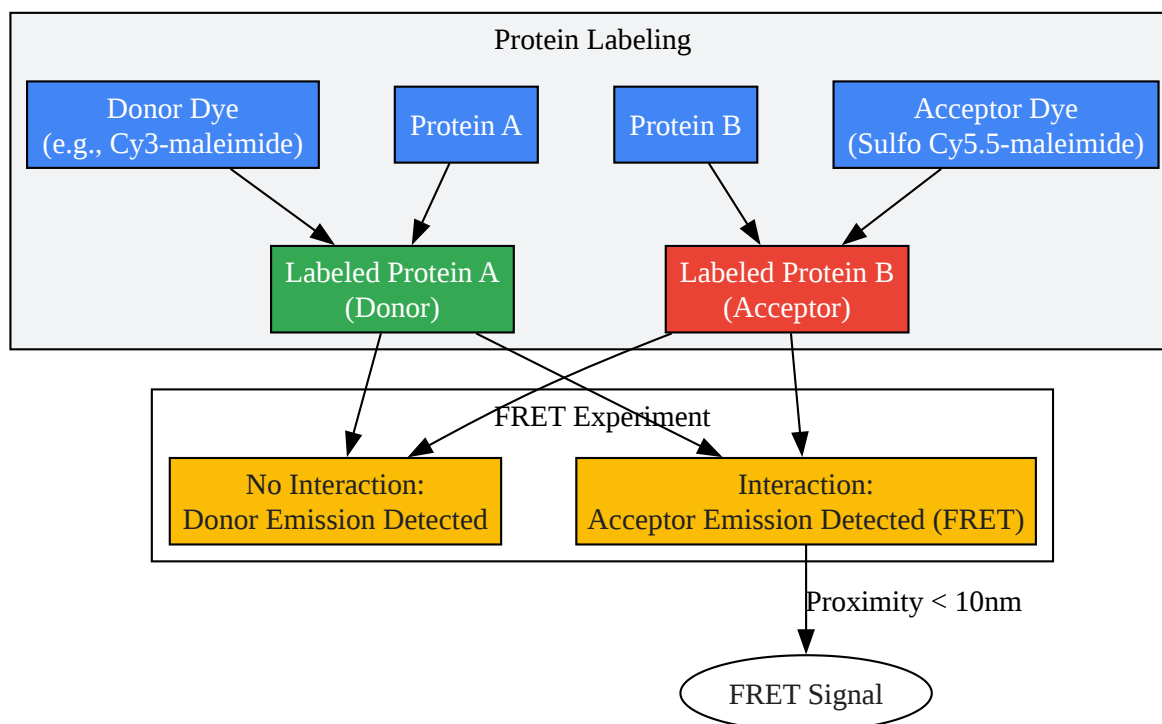 Protein Labeling
Donor Dye
(e.g., Cy3-maleimide)
Protein A
Protein B
Acceptor Dye
(Sulfo Cy5.5-maleimide)
Labeled Protein A
(Donor)
Labeled Protein B
(Acceptor)
FRET Experiment
No Interaction:
Donor Emission Detected
Interaction:
Acceptor Emission Detected (FRET)
Proximity < 10nm
FRET Signal